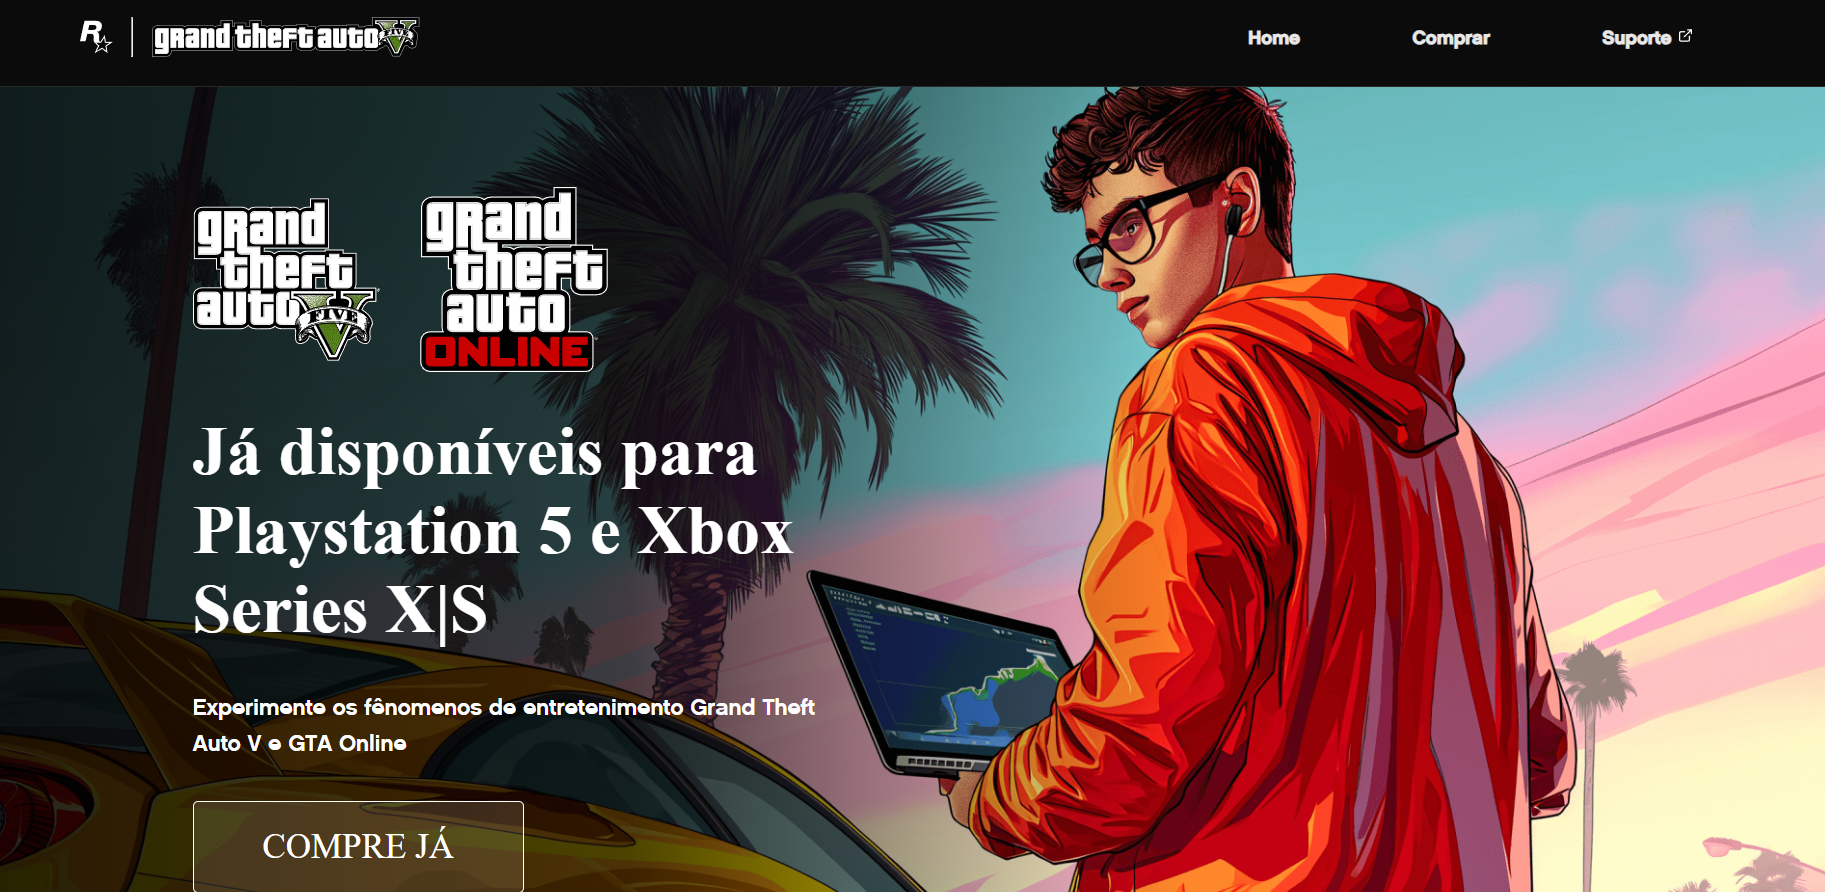 R
grand theft auto V
FIVE
Home
Comprar
Suporte
grand
theft
auto V
FIVE
grand
theft
auto
ONLINE
Já disponíveis para
Playstation 5 e Xbox
Series X|S
Experimente os fênomenos de entretenimento Grand Theft
Auto V e GTA Online
COMPRE JÁ